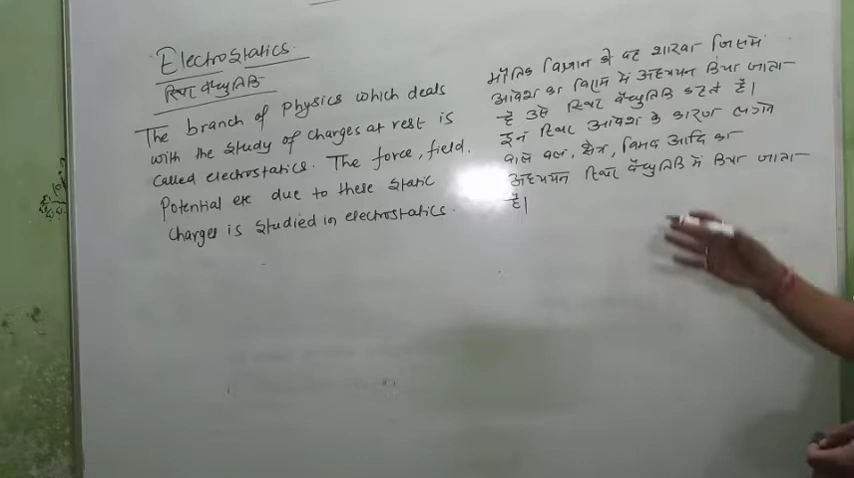 Electrostatics
स्थिर वैद्युतिकि
The branch of physics which deals
with the study of charges at rest is
called electrostatics. The force, field.
Potential etc due to these static
charges is studied in electrostatics.
भौतिक विज्ञान की वह शाखा जिसमें
आवेश का विराम में अध्ययन किया जाता
है उसे स्थिर वैद्युतिकि कहते हैं।
इन स्थिर आवेश के कारण लगने
वाले बल, क्षेत्र, विभव आदि का
अध्ययन स्थिर वैद्युतिकि में किया जाता
है।